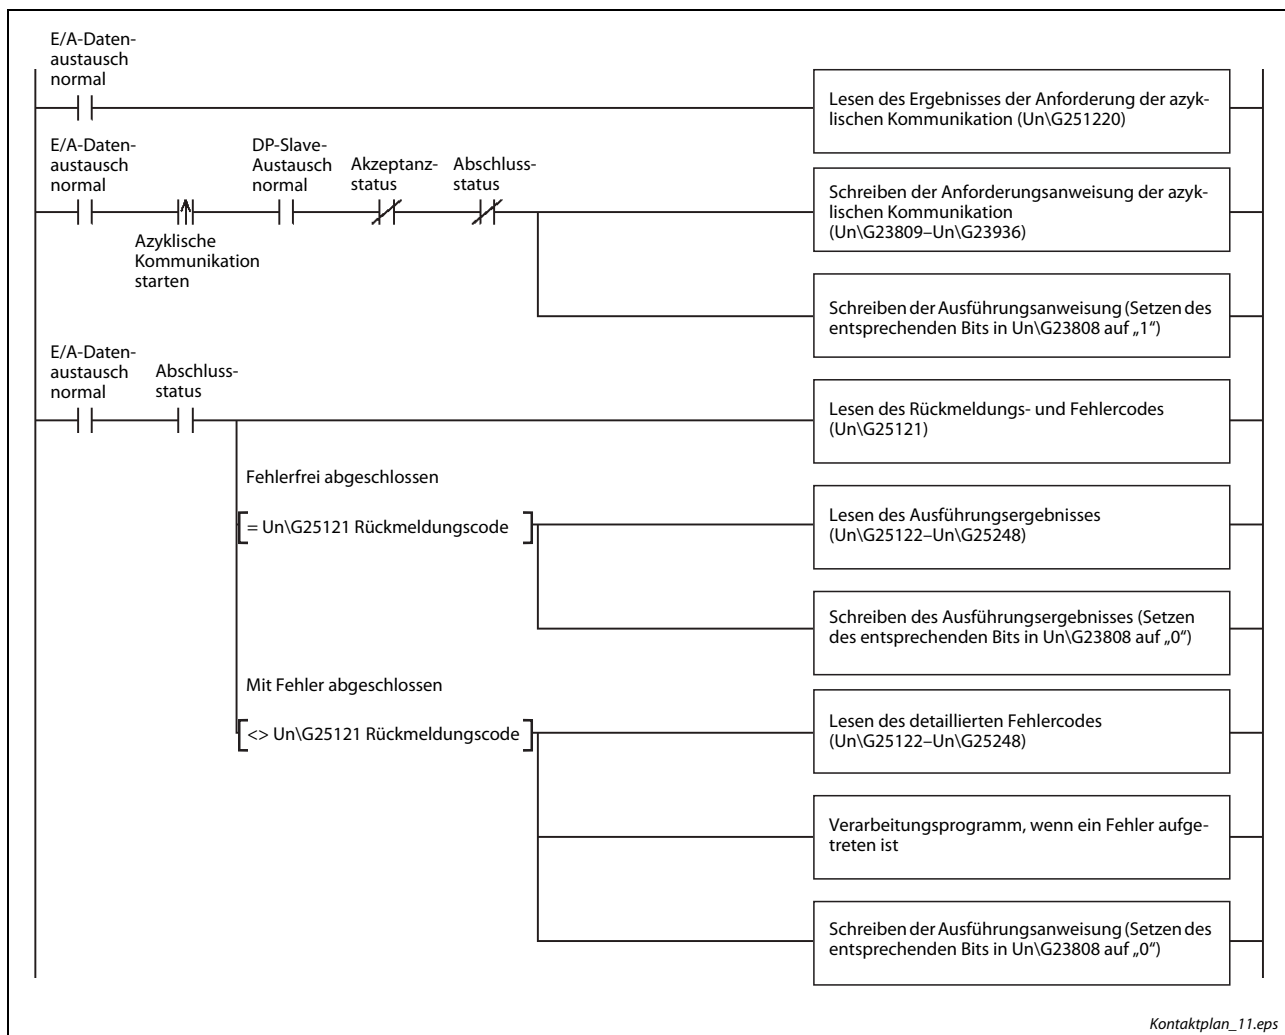 E/A-Daten-
austausch
normal
Lesen des Ergebnisses der Anforderung der azyk-
lischen Kommunikation (Un\G251220)
E/A-Daten-
austausch
normal
DP-Slave-
Austausch
normal
Akzeptanz-
status
Abschluss-
status
Azyklische
Kommunikation
starten
Schreiben der Anforderungsanweisung der azyk-
lischen Kommunikation
(Un\G23809–Un\G23936)
Schreiben der Ausführungsanweisung (Setzen des
entsprechenden Bits in Un\G23808 auf „1“)
E/A-Daten-
austausch
normal
Abschluss-
status
Lesen des Rückmeldungs- und Fehlercodes
(Un\G25121)
Fehlerfrei abgeschlossen
= Un\G25121 Rückmeldungscode
Lesen des Ausführungsergebnisses
(Un\G25122–Un\G25248)
Schreiben des Ausführungsergebnisses (Setzen
des entsprechenden Bits in Un\G23808 auf „0“)
Mit Fehler abgeschlossen
<> Un\G25121 Rückmeldungscode
Lesen des detaillierten Fehlercodes
(Un\G25122–Un\G25248)
Verarbeitungsprogramm, wenn ein Fehler aufge-
treten ist
Schreiben der Ausführungsanweisung (Setzen des
entsprechenden Bits in Un\G23808 auf „0“)
Kontaktplan_11.eps